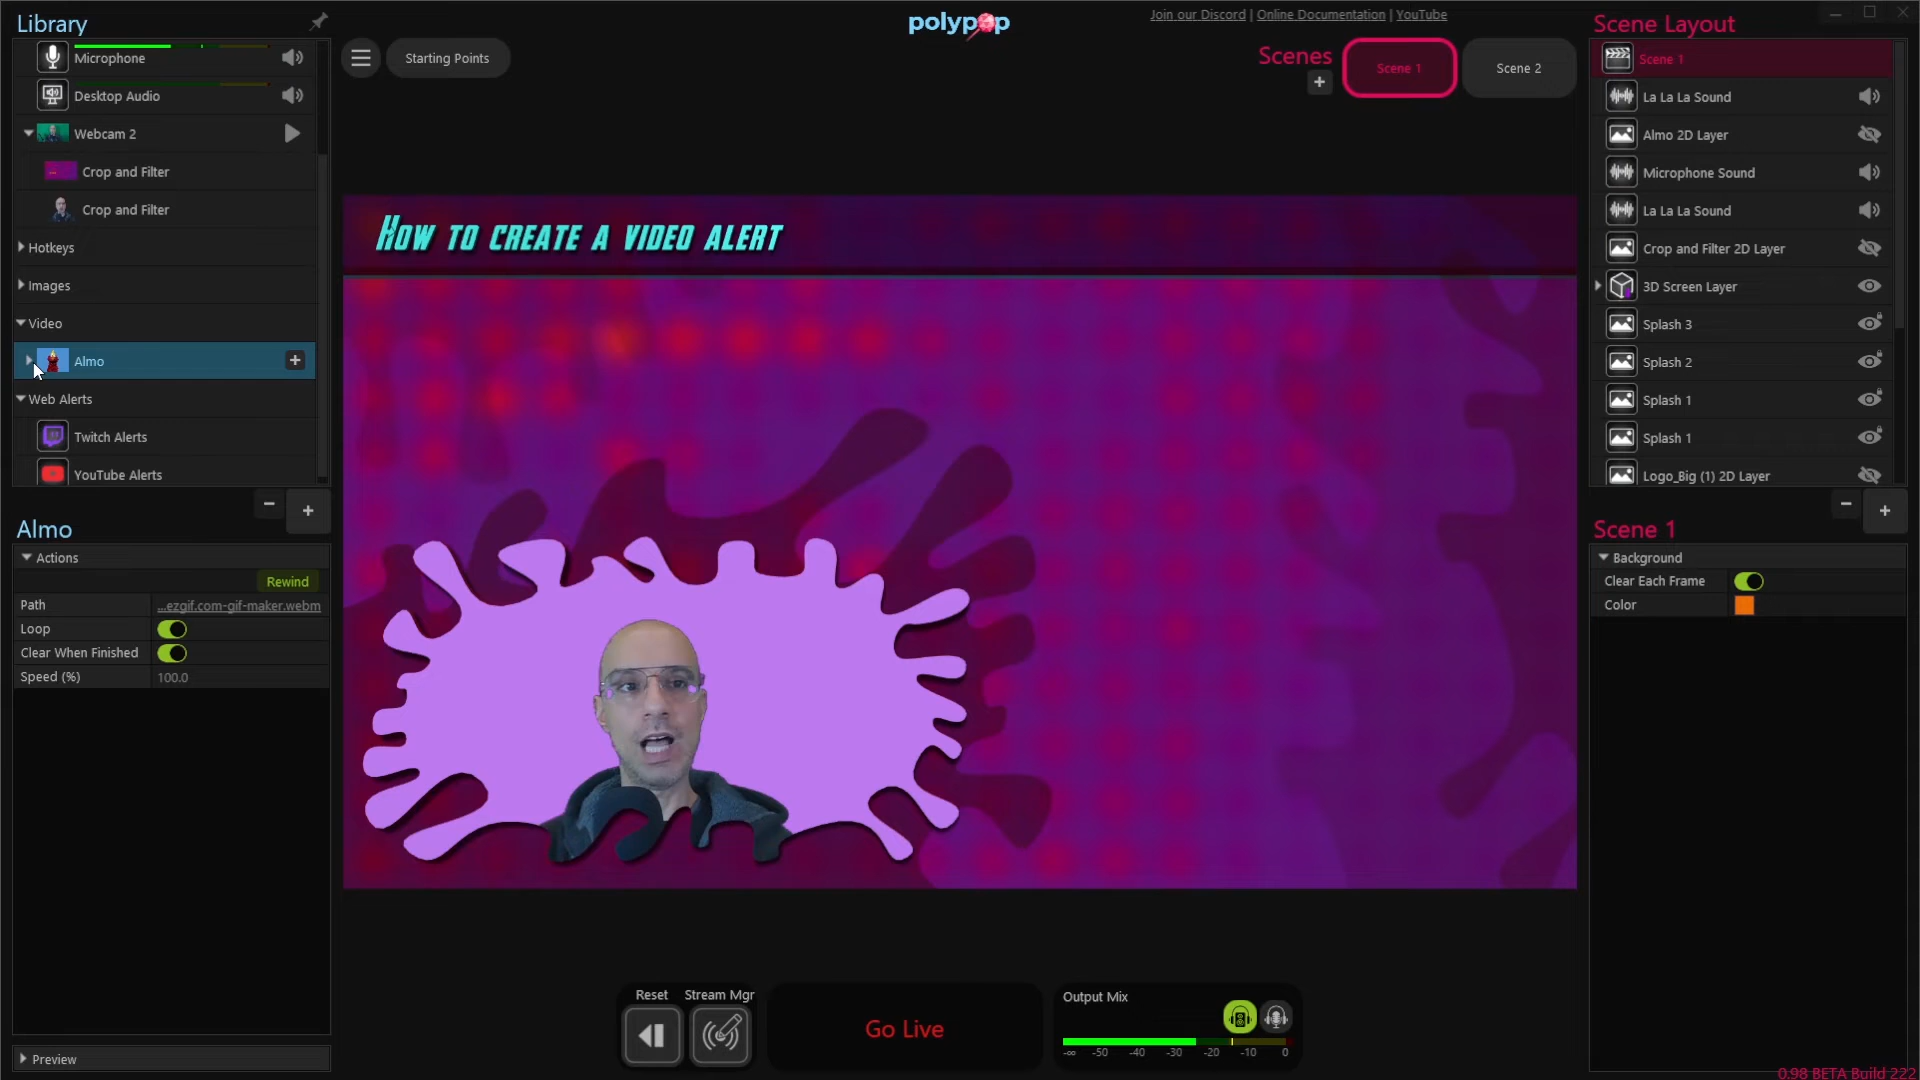 Library
Microphone
Desktop Audio
Webcam 2
Crop and Filter
Crop and Filter
Hotkeys
Images
Video
Almo
Web Alerts
Twitch Alerts
YouTube Alerts
Almo
Actions
Rewind
Path ...ezgif.com-gif-maker.webm
Loop
Clear When Finished
Speed (%) 100.0
Preview
Starting Points
polypop
Join our Discord | Online Documentation | YouTube
Scenes
Scene 1
Scene 2
How to create a video alert
Reset
Stream Mgr
Go Live
Output Mix
-∞ -50 -40 -30 -20 -10 0
Scene Layout
Scene 1
La La La Sound
Almo 2D Layer
Microphone Sound
La La La Sound
Crop and Filter 2D Layer
3D Screen Layer
Splash 3
Splash 2
Splash 1
Splash 1
Logo_Big (1) 2D Layer
Scene 1
Background
Clear Each Frame
Color
0.98 BETA Build 222